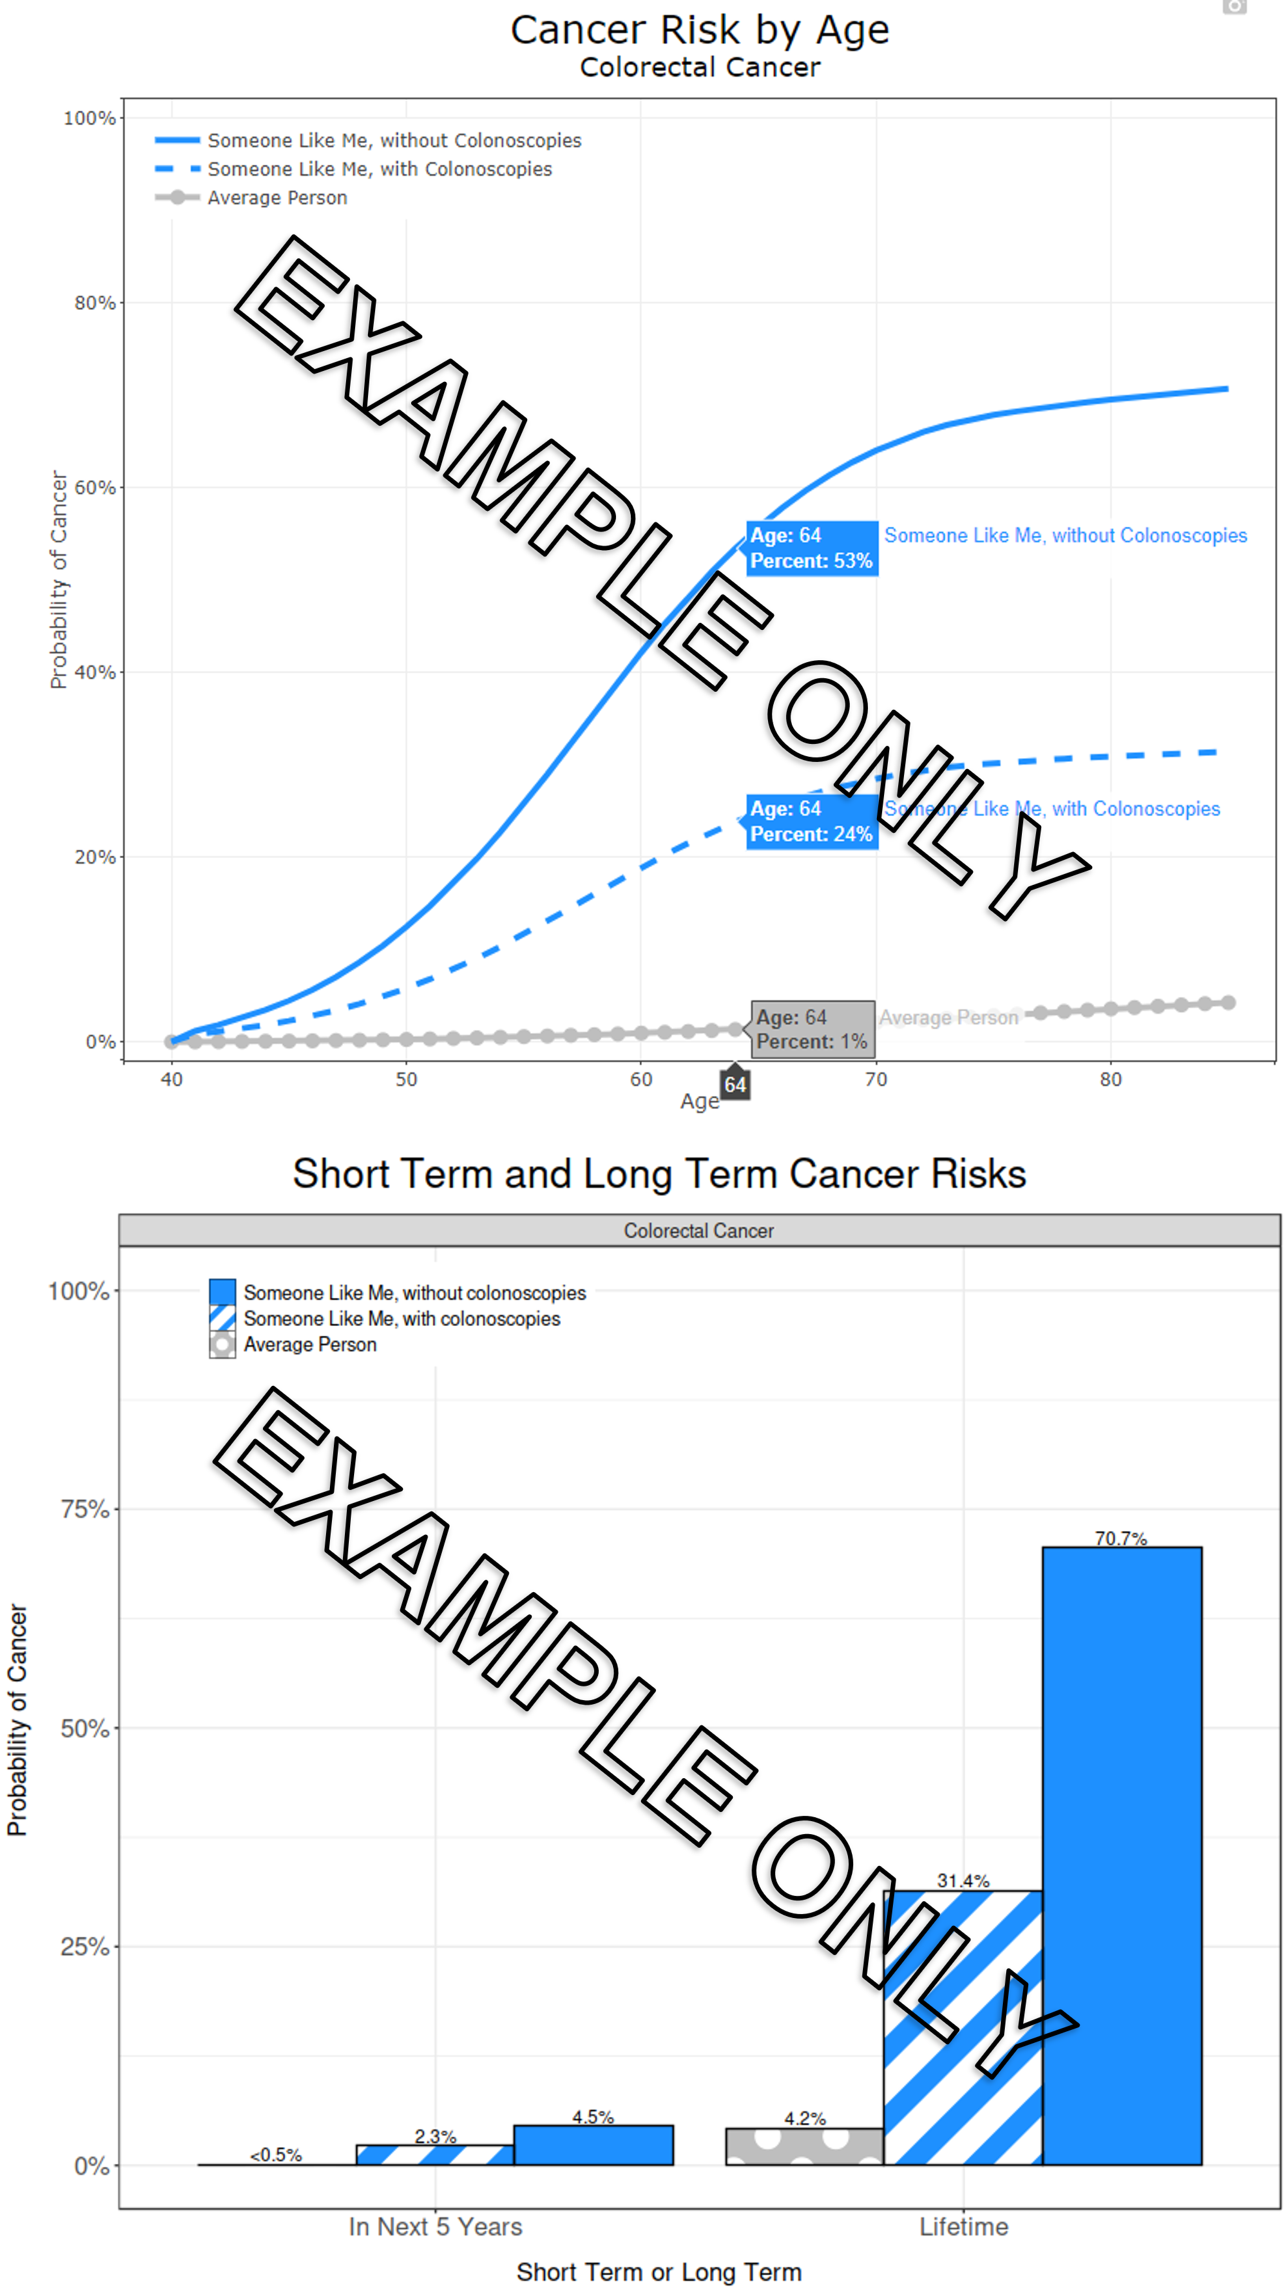 Cancer Risk by Age
Colorectal Cancer
100%
Someone Like Me, without Colonoscopies
Someone Like Me, with Colonoscopies
Average Person
EXAMPLE ONLY
80%
60%
Age: 64
Percent: 53%
Someone Like Me, without Colonoscopies
Probability of Cancer
40%
Age: 64
Percent: 24%
Someone Like Me, with Colonoscopies
20%
Age: 64
Percent: 1%
Average Person
0%
40 50 60 64 70 80
Age
Short Term and Long Term Cancer Risks
Colorectal Cancer
100%
Someone Like Me, without colonoscopies
Someone Like Me, with colonoscopies
Average Person
EXAMPLE ONLY
75%
70.7%
Probability of Cancer
50%
31.4%
25%
<0.5% 2.3% 4.5% 4.2%
0%
In Next 5 Years Lifetime
Short Term or Long Term